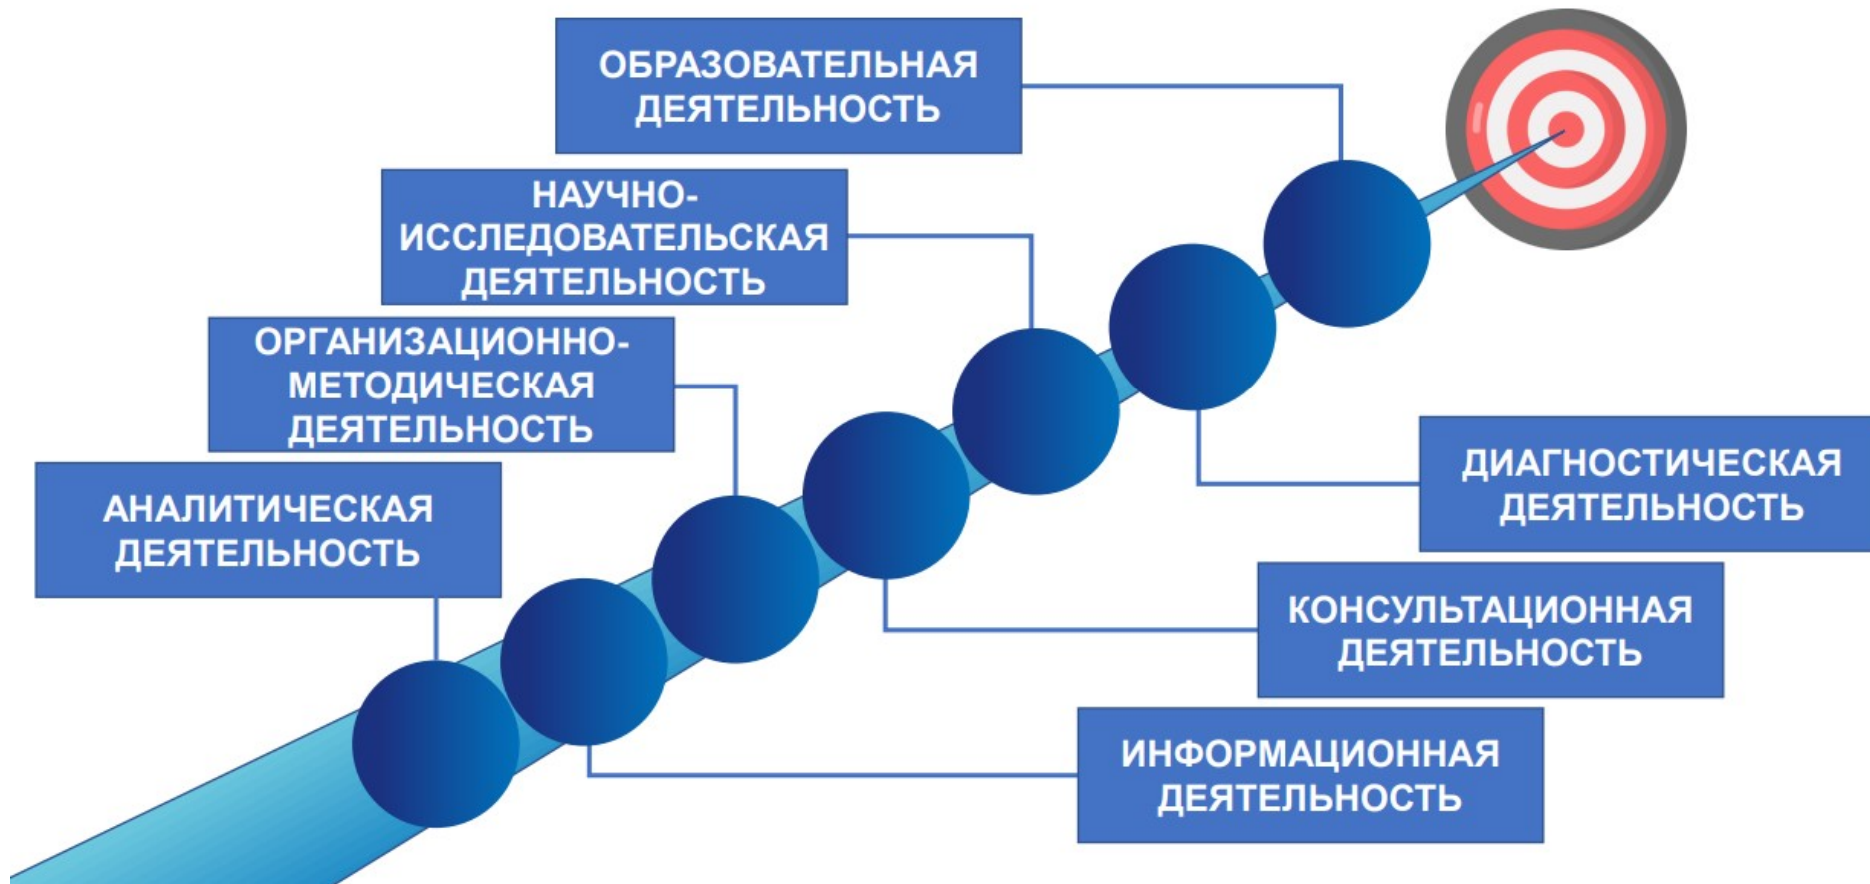 ОБРАЗОВАТЕЛЬНАЯ
ДЕЯТЕЛЬНОСТЬ
НАУЧНО-
ИССЛЕДОВАТЕЛЬСКАЯ
ДЕЯТЕЛЬНОСТЬ
ОРГАНИЗАЦИОННО-
МЕТОДИЧЕСКАЯ
ДЕЯТЕЛЬНОСТЬ
АНАЛИТИЧЕСКАЯ
ДЕЯТЕЛЬНОСТЬ
ДИАГНОСТИЧЕСКАЯ
ДЕЯТЕЛЬНОСТЬ
КОНСУЛЬТАЦИОННАЯ
ДЕЯТЕЛЬНОСТЬ
ИНФОРМАЦИОННАЯ
ДЕЯТЕЛЬНОСТЬ